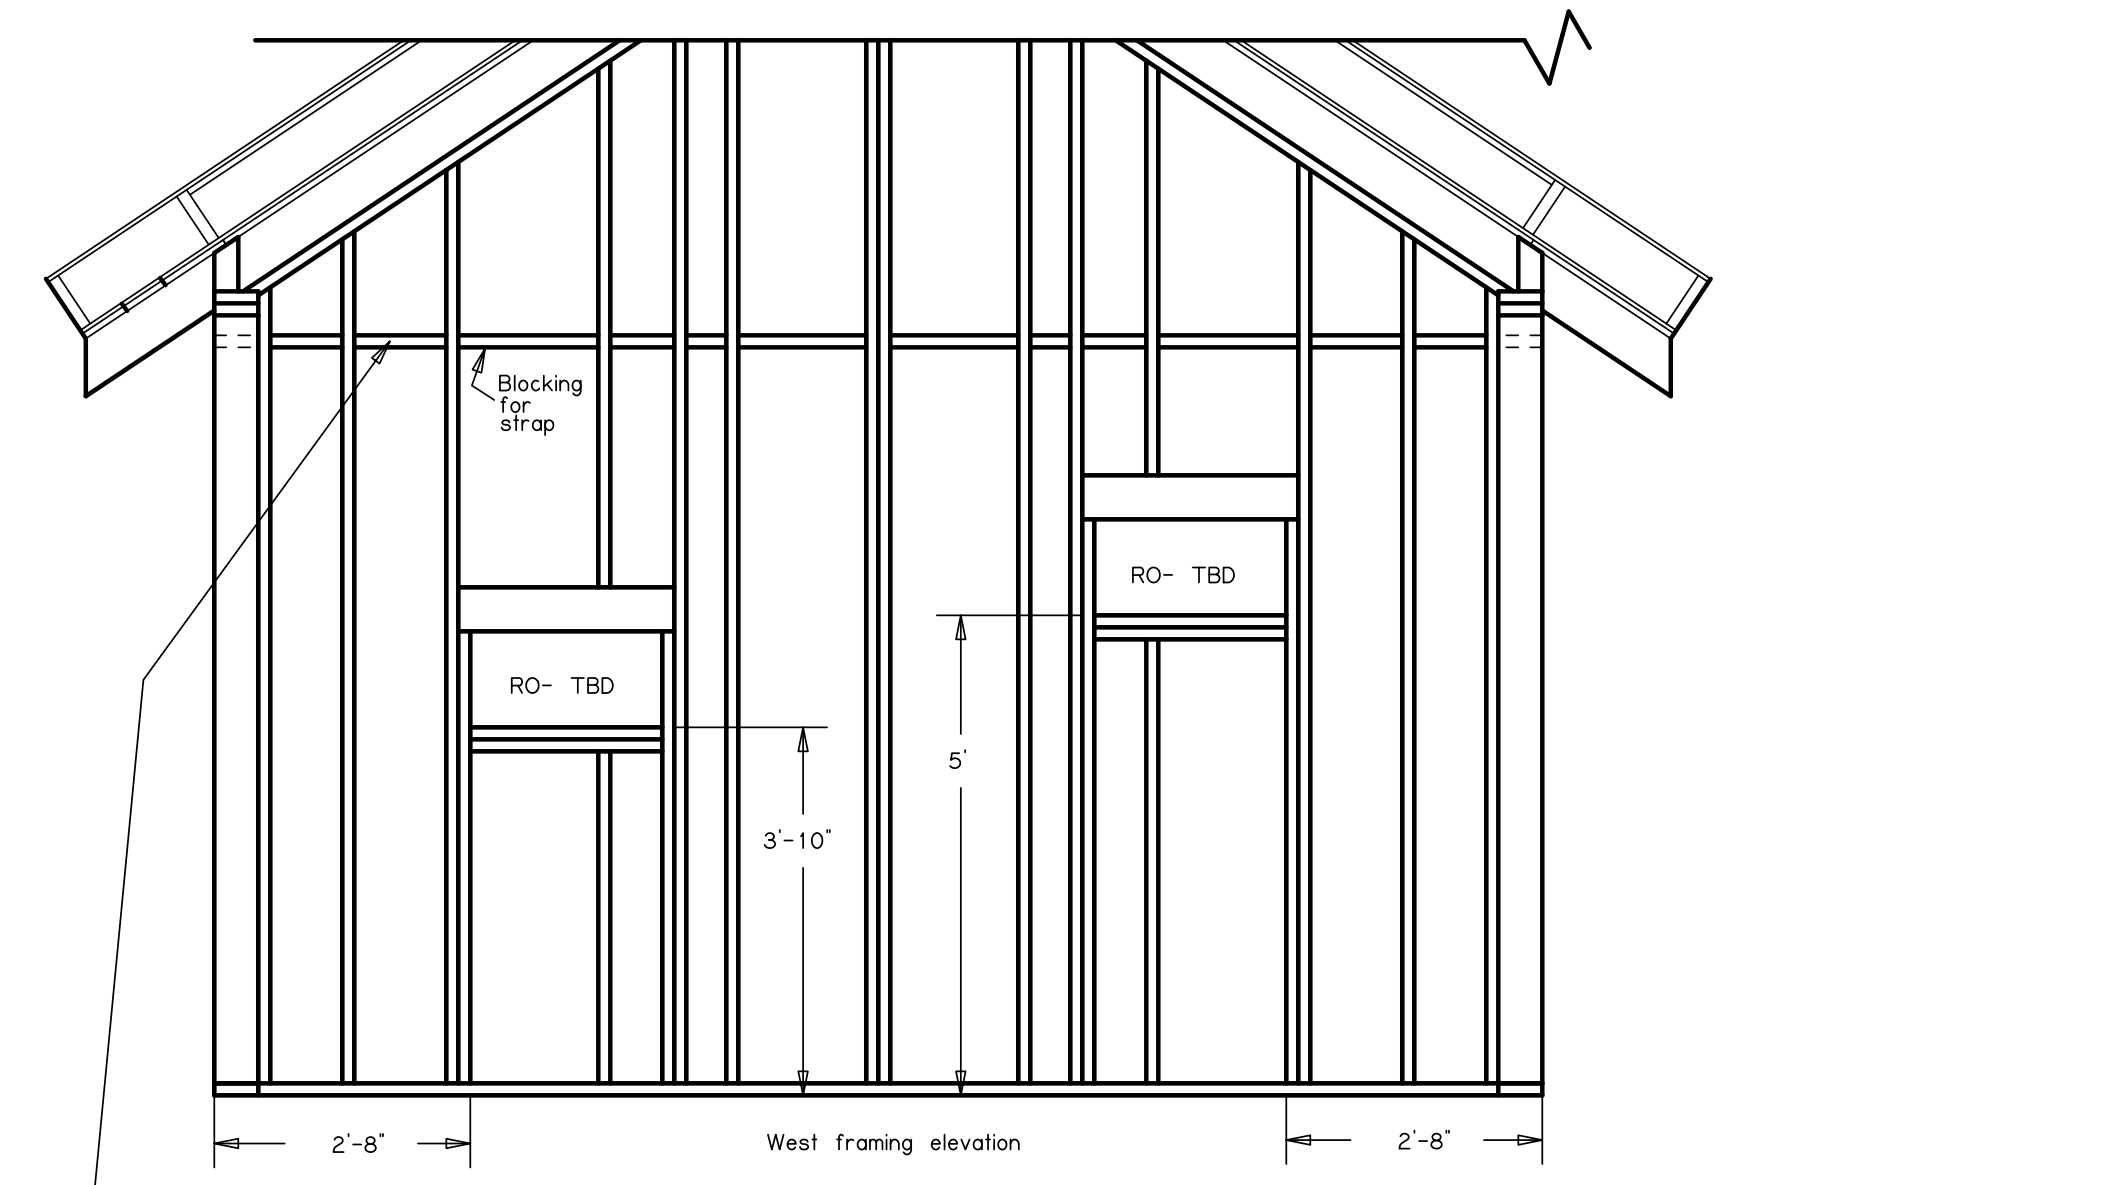 Blocking
for
strap
RO- TBD
RO- TBD
5'
3'-10"
2'-8"
West framing elevation
2'-8"